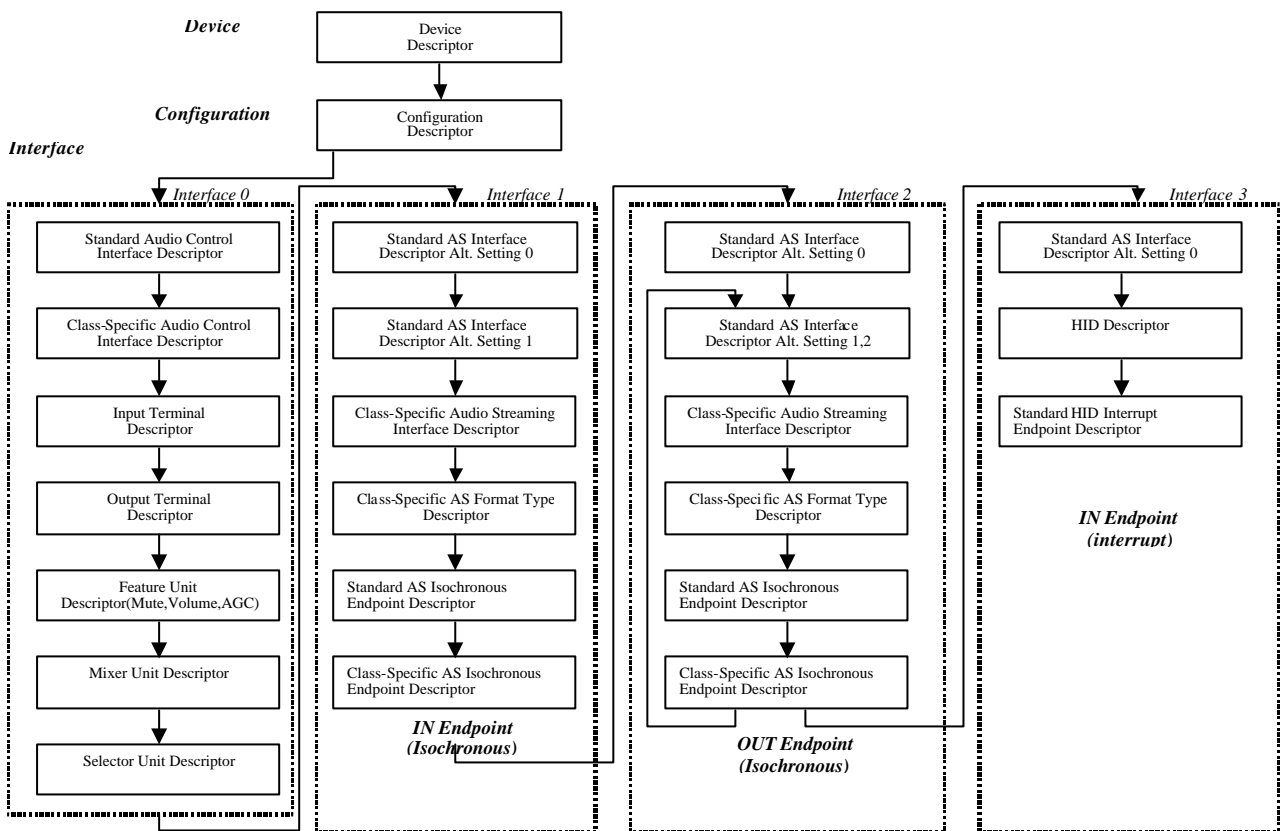 Device
Device
Descriptor
Configuration
Configuration
Descriptor
Interface
Interface 0
Standard Audio Control
Interface Descriptor
Class-Specific Audio Control
Interface Descriptor
Input Terminal
Descriptor
Output Terminal
Descriptor
Feature Unit
Descriptor(Mute,Volume,AGC)
Mixer Unit Descriptor
Selector Unit Descriptor
Interface 1
Standard AS Interface
Descriptor Alt. Setting 0
Standard AS Interface
Descriptor Alt. Setting 1
Class-Specific Audio Streaming
Interface Descriptor
Class-Specific AS Format Type
Descriptor
Standard AS Isochronous
Endpoint Descriptor
Class-Specific AS Isochronous
Endpoint Descriptor
IN Endpoint
(Isochronous)
Interface 2
Standard AS Interface
Descriptor Alt. Setting 0
Standard AS Interface
Descriptor Alt. Setting 1,2
Class-Specific Audio Streaming
Interface Descriptor
Class-Specific AS Format Type
Descriptor
Standard AS Isochronous
Endpoint Descriptor
Class-Specific AS Isochronous
Endpoint Descriptor
OUT Endpoint
(Isochronous)
Interface 3
Standard AS Interface
Descriptor Alt. Setting 0
HID Descriptor
Standard HID Interrupt
Endpoint Descriptor
IN Endpoint
(interrupt)